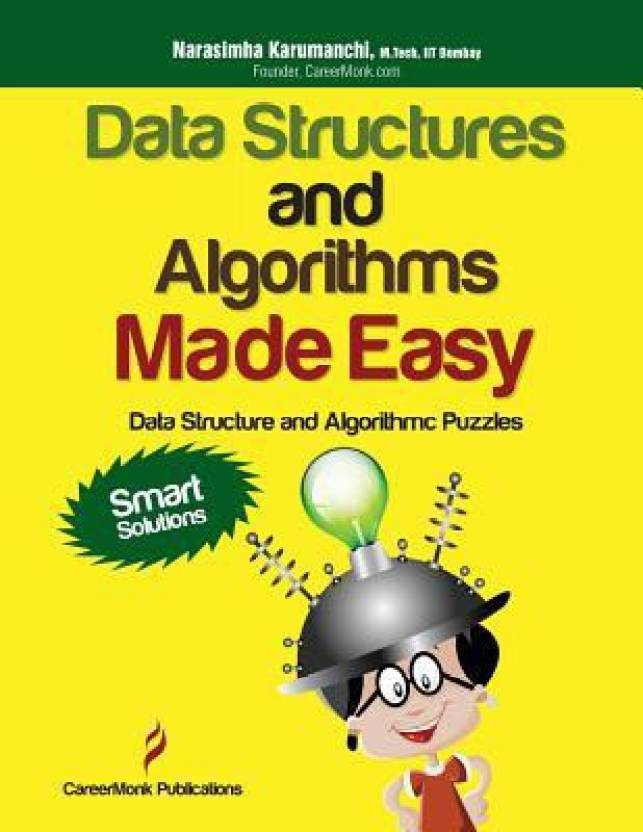 Narasimha Karumanchi, M.Tech, IIT Bombay
Founder, CareerMonk.com
Data Structures
and
Algorithms
Made Easy
Data Structure and Algorithmc Puzzles
Smart
Solutions
CareerMonk Publications